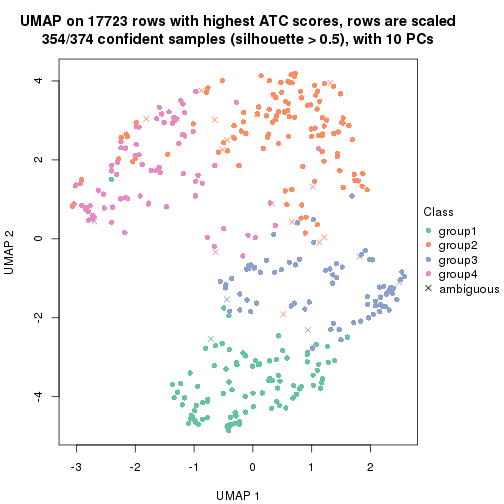 UMAP on 17723 rows with highest ATC scores, rows are scaled
354/374 confident samples (silhouette > 0.5), with 10 PCs
4
2
0
-2
-4
UMAP 2
-3
-2
-1
0
1
2
UMAP 1
Class
group1
group2
group3
group4
ambiguous